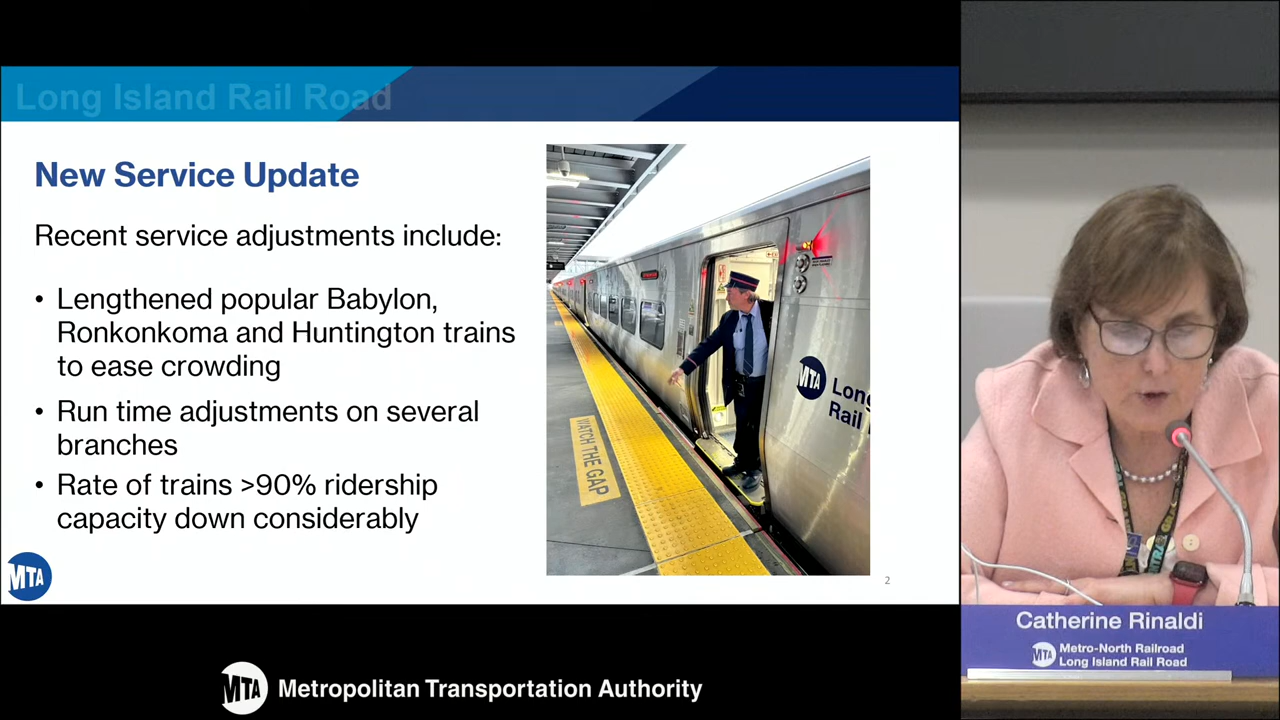 Long Island Rail Road
New Service Update
Recent service adjustments include:
• Lengthened popular Babylon,
Ronkonkoma and Huntington trains
to ease crowding
• Run time adjustments on several
branches
• Rate of trains >90% ridership
capacity down considerably
WATCH THE GAP
MTA
Long
Rail
MTA
2
MTA Metropolitan Transportation Authority
Catherine Rinaldi
Metro-North Railroad
MTA
Long Island Rail Road